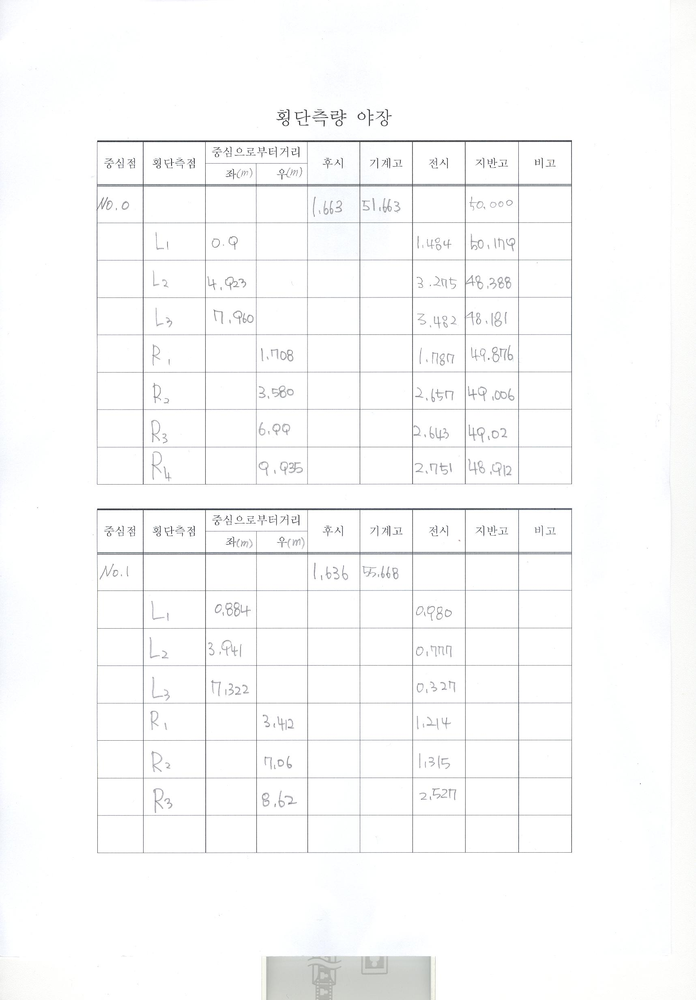 횡단측량 야장
중심점 횡단측점 중심으로부터거리 후시 기계고 전시 지반고 비고
좌(m) 우(m)
No.0 1.663 51.663 50.000
L1 0.9 1.484 50.179
L2 4.923 3.275 48.388
L3 7.960 3.482 48.181
R1 1.708 1.787 49.876
R2 3.580 2.657 49.006
R3 6.99 2.643 49.02
R4 9.935 2.751 48.912
중심점 횡단측점 중심으로부터거리 후시 기계고 전시 지반고 비고
좌(m) 우(m)
No.1 1.636 55.668
L1 0.884 0.980
L2 3.941 0.777
L3 7.322 0.327
R1 3.412 1.214
R2 7.06 1.315
R3 8.62 2.527